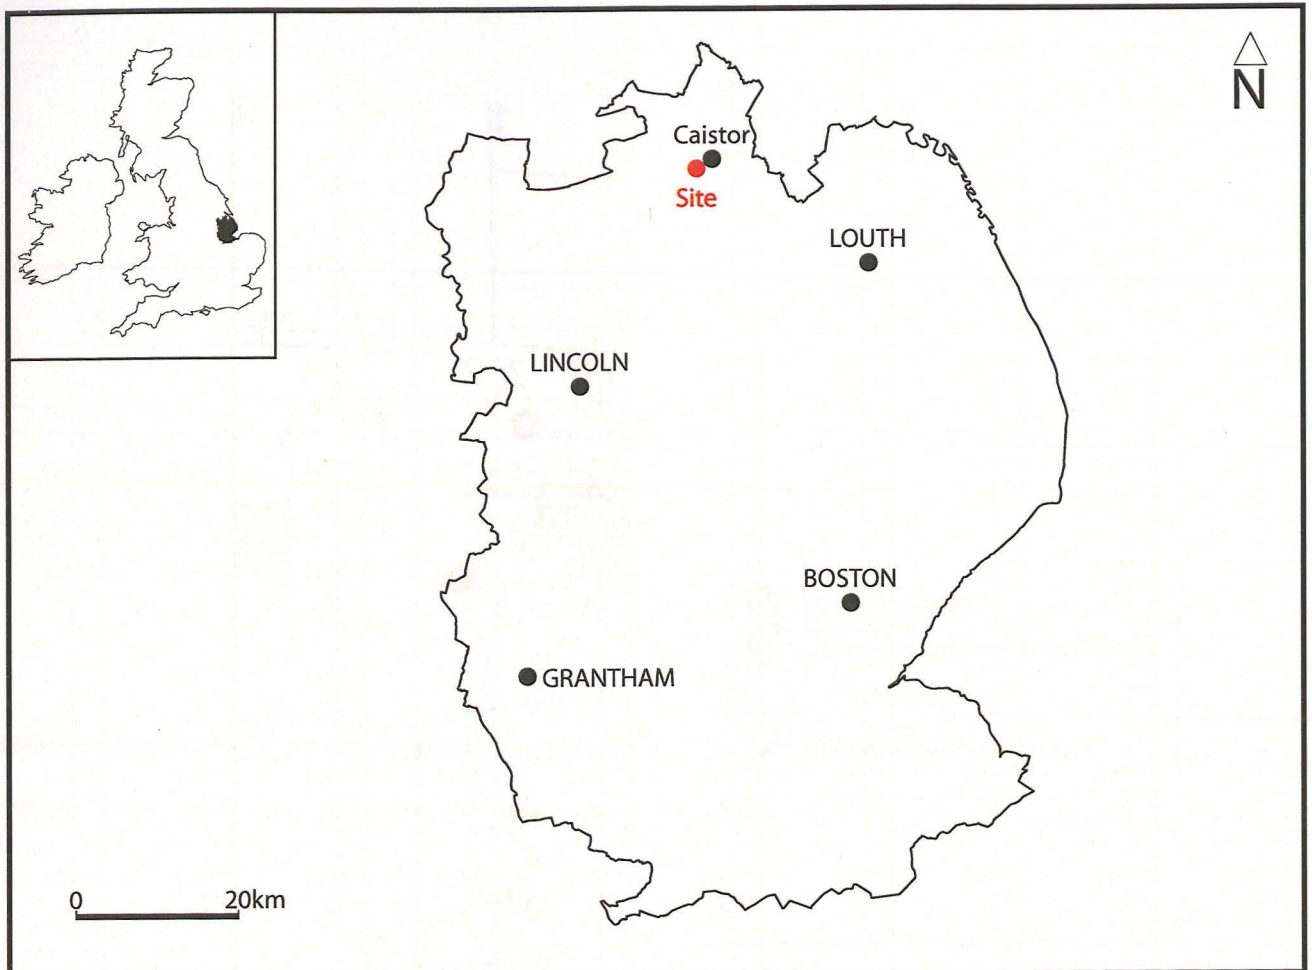 N
Caistor
Site
LOUTH
LINCOLN
BOSTON
GRANTHAM
0 20km